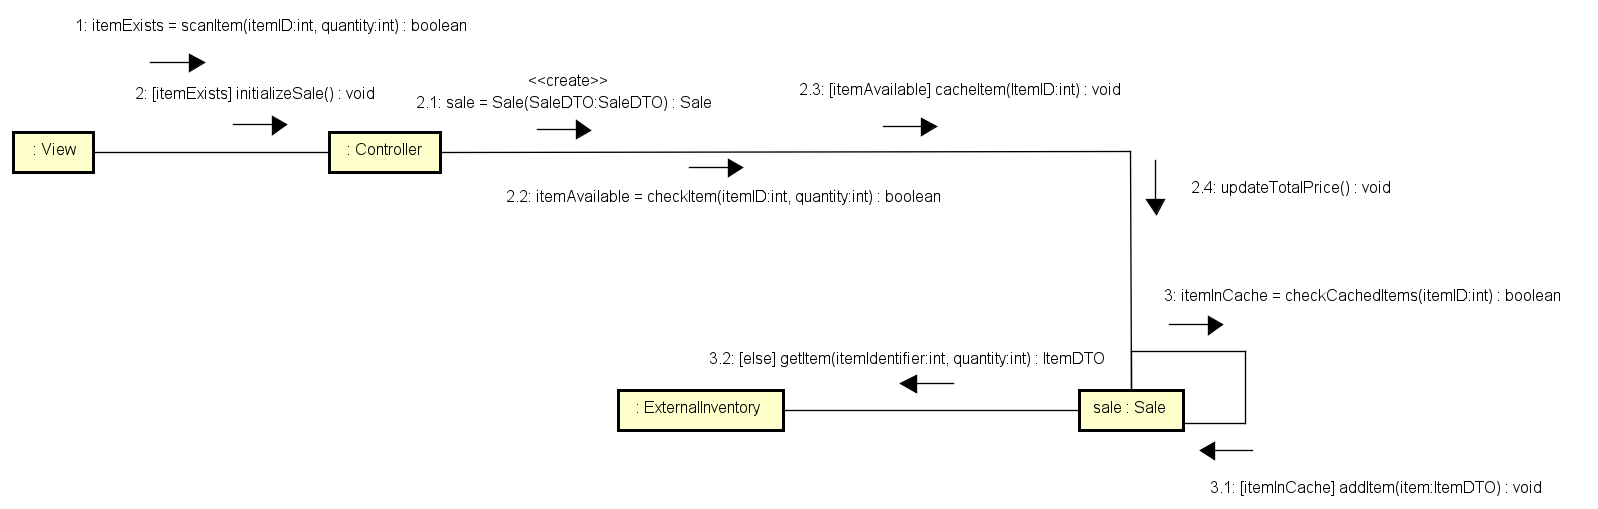 1: itemExists = scanItem(itemID:int, quantity:int) : boolean
2: [itemExists] initializeSale() : void
<<create>>
2.1: sale = Sale(SaleDTO:SaleDTO) : Sale
2.3: [itemAvailable] cacheItem(ItemID:int) : void
: View
: Controller
2.2: itemAvailable = checkItem(itemID:int, quantity:int) : boolean
2.4: updateTotalPrice() : void
3: itemInCache = checkCachedItems(itemID:int) : boolean
3.2: [else] getItem(itemIdentifier:int, quantity:int) : ItemDTO
: ExternalInventory
sale : Sale
3.1: [itemInCache] addItem(item:ItemDTO) : void